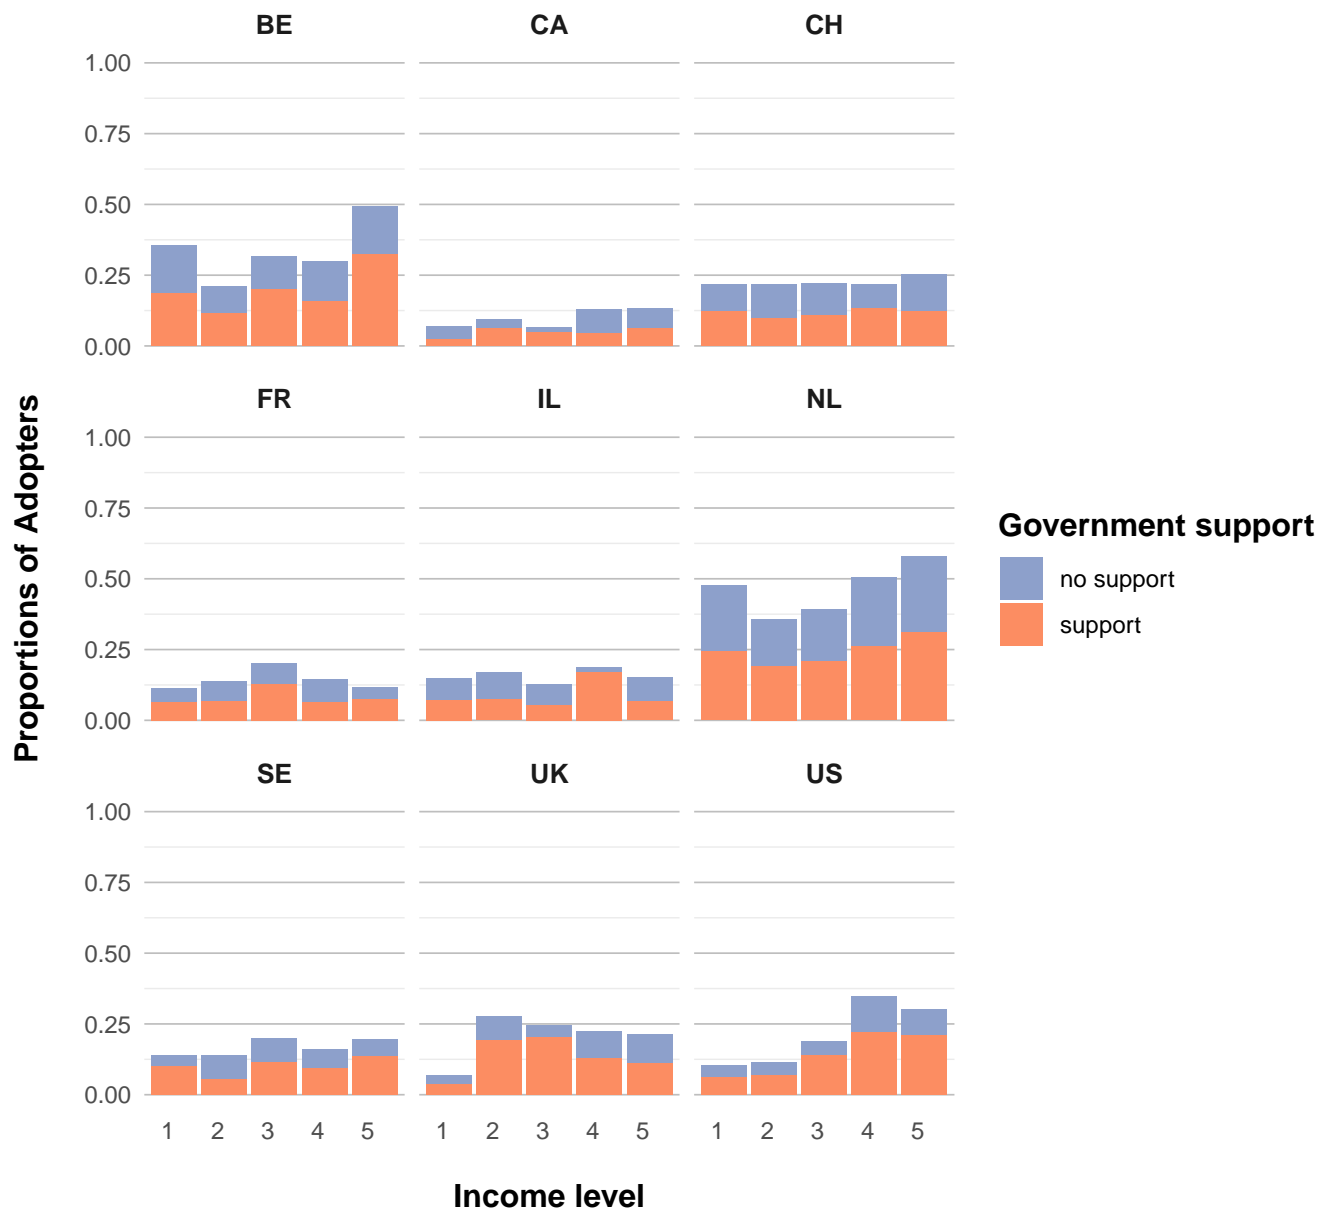 BE CA CH
1.00
0.75
0.50
0.25
0.00
FR IL NL
1.00
0.75
0.50
0.25
0.00
SE UK US
1.00
0.75
0.50
0.25
0.00
1 2 3 4 5 1 2 3 4 5 1 2 3 4 5
Income level
Proportions of Adopters
Government support
no support
support